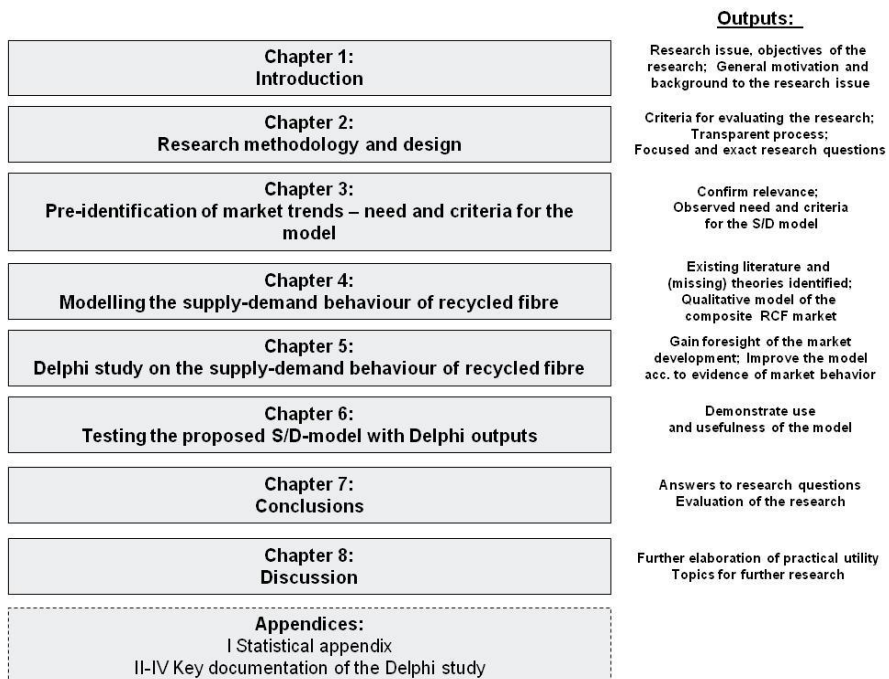 Outputs:
Chapter 1:
Introduction
Research issue, objectives of the
research; General motivation and
background to the research issue
Chapter 2:
Research methodology and design
Criteria for evaluating the research;
Transparent process;
Focused and exact research questions
Chapter 3:
Pre-identification of market trends – need and criteria for the
model
Confirm relevance;
Observed need and criteria
for the S/D model
Chapter 4:
Modelling the supply-demand behaviour of recycled fibre
Existing literature and
(missing) theories identified;
Qualitative model of the
composite RCF market
Chapter 5:
Delphi study on the supply-demand behaviour of recycled fibre
Gain foresight of the market
development; Improve the model
acc. to evidence of market behavior
Chapter 6:
Testing the proposed S/D-model with Delphi outputs
Demonstrate use
and usefulness of the model
Chapter 7:
Conclusions
Answers to research questions
Evaluation of the research
Chapter 8:
Discussion
Further elaboration of practical utility
Topics for further research
Appendices:
I Statistical appendix
II-IV Key documentation of the Delphi study